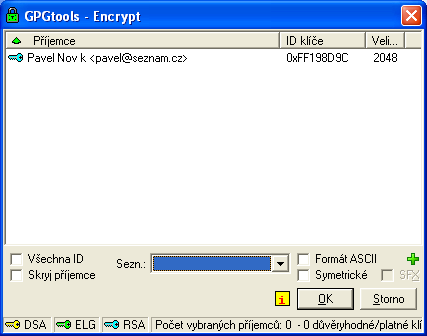 GPGtools - Encrypt
Příjemce ID klíče Veli...
Pavel Nov k <pavel@seznam.cz> 0xFF198D9C 2048
Všechna ID Sezn.: Formát ASCII
Skryj příjemce Symetrické SFX
OK Storno
DSA ELG RSA Počet vybraných příjemců: 0 - 0 důvěryhodné/platné klí